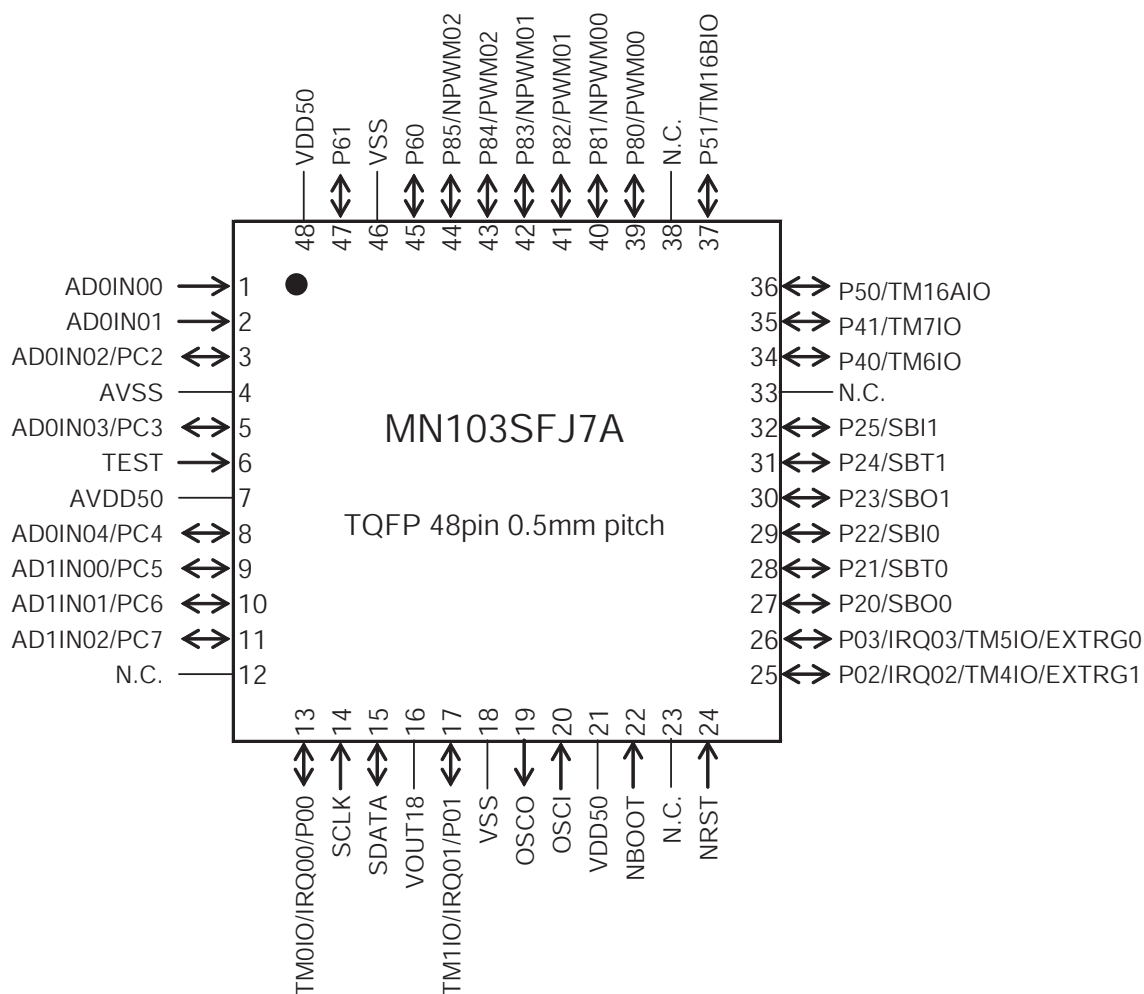 VDD50
P61
VSS
P60
P85/NPWM02
P84/PWM02
P83/NPWM01
P82/PWM01
P81/NPWM00
P80/PWM00
N.C.
P51/TM16BIO
48
47
46
45
44
43
42
41
40
39
38
37
AD0IN00 1
AD0IN01 2
AD0IN02/PC2 3
AVSS 4
AD0IN03/PC3 5
TEST 6
AVDD50 7
AD0IN04/PC4 8
AD1IN00/PC5 9
AD1IN01/PC6 10
AD1IN02/PC7 11
N.C. 12
MN103SFJ7A
TQFP 48pin 0.5mm pitch
36 P50/TM16AIO
35 P41/TM7IO
34 P40/TM6IO
33 N.C.
32 P25/SBI1
31 P24/SBT1
30 P23/SBO1
29 P22/SBI0
28 P21/SBT0
27 P20/SBO0
26 P03/IRQ03/TM5IO/EXTRG0
25 P02/IRQ02/TM4IO/EXTRG1
13
14
15
16
17
18
19
20
21
22
23
24
TM0IO/IRQ00/P00
SCLK
SDATA
VOUT18
TM1IO/IRQ01/P01
VSS
OSCO
OSCI
VDD50
NBOOT
N.C.
NRST